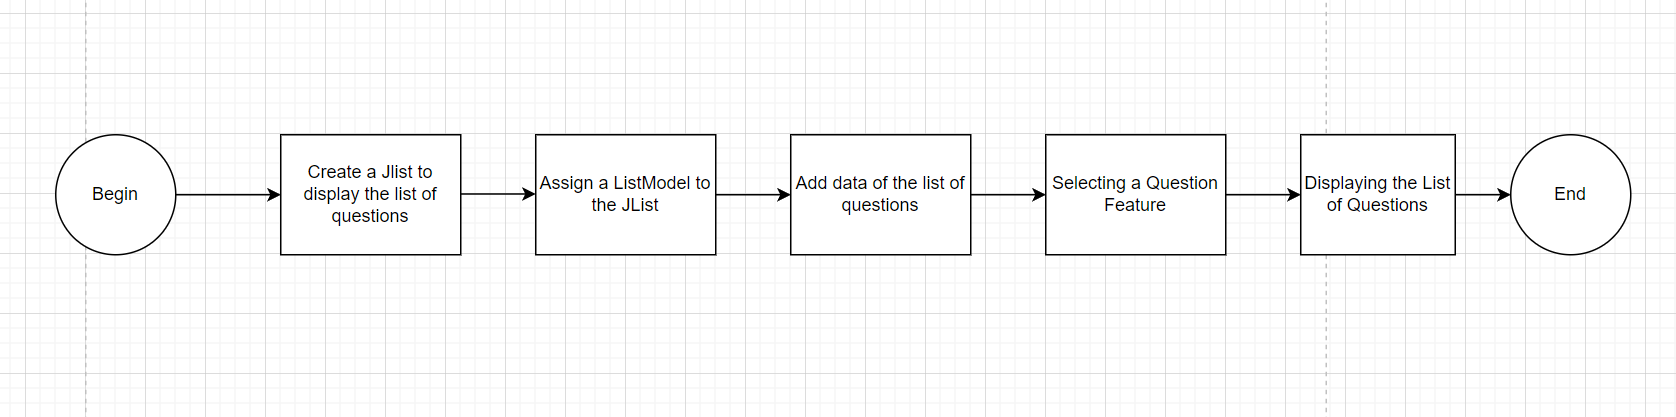 Begin
Create a Jlist to
display the list of
questions
Assign a ListModel to
the JList
Add data of the list of
questions
Selecting a Question
Feature
Displaying the List
of Questions
End